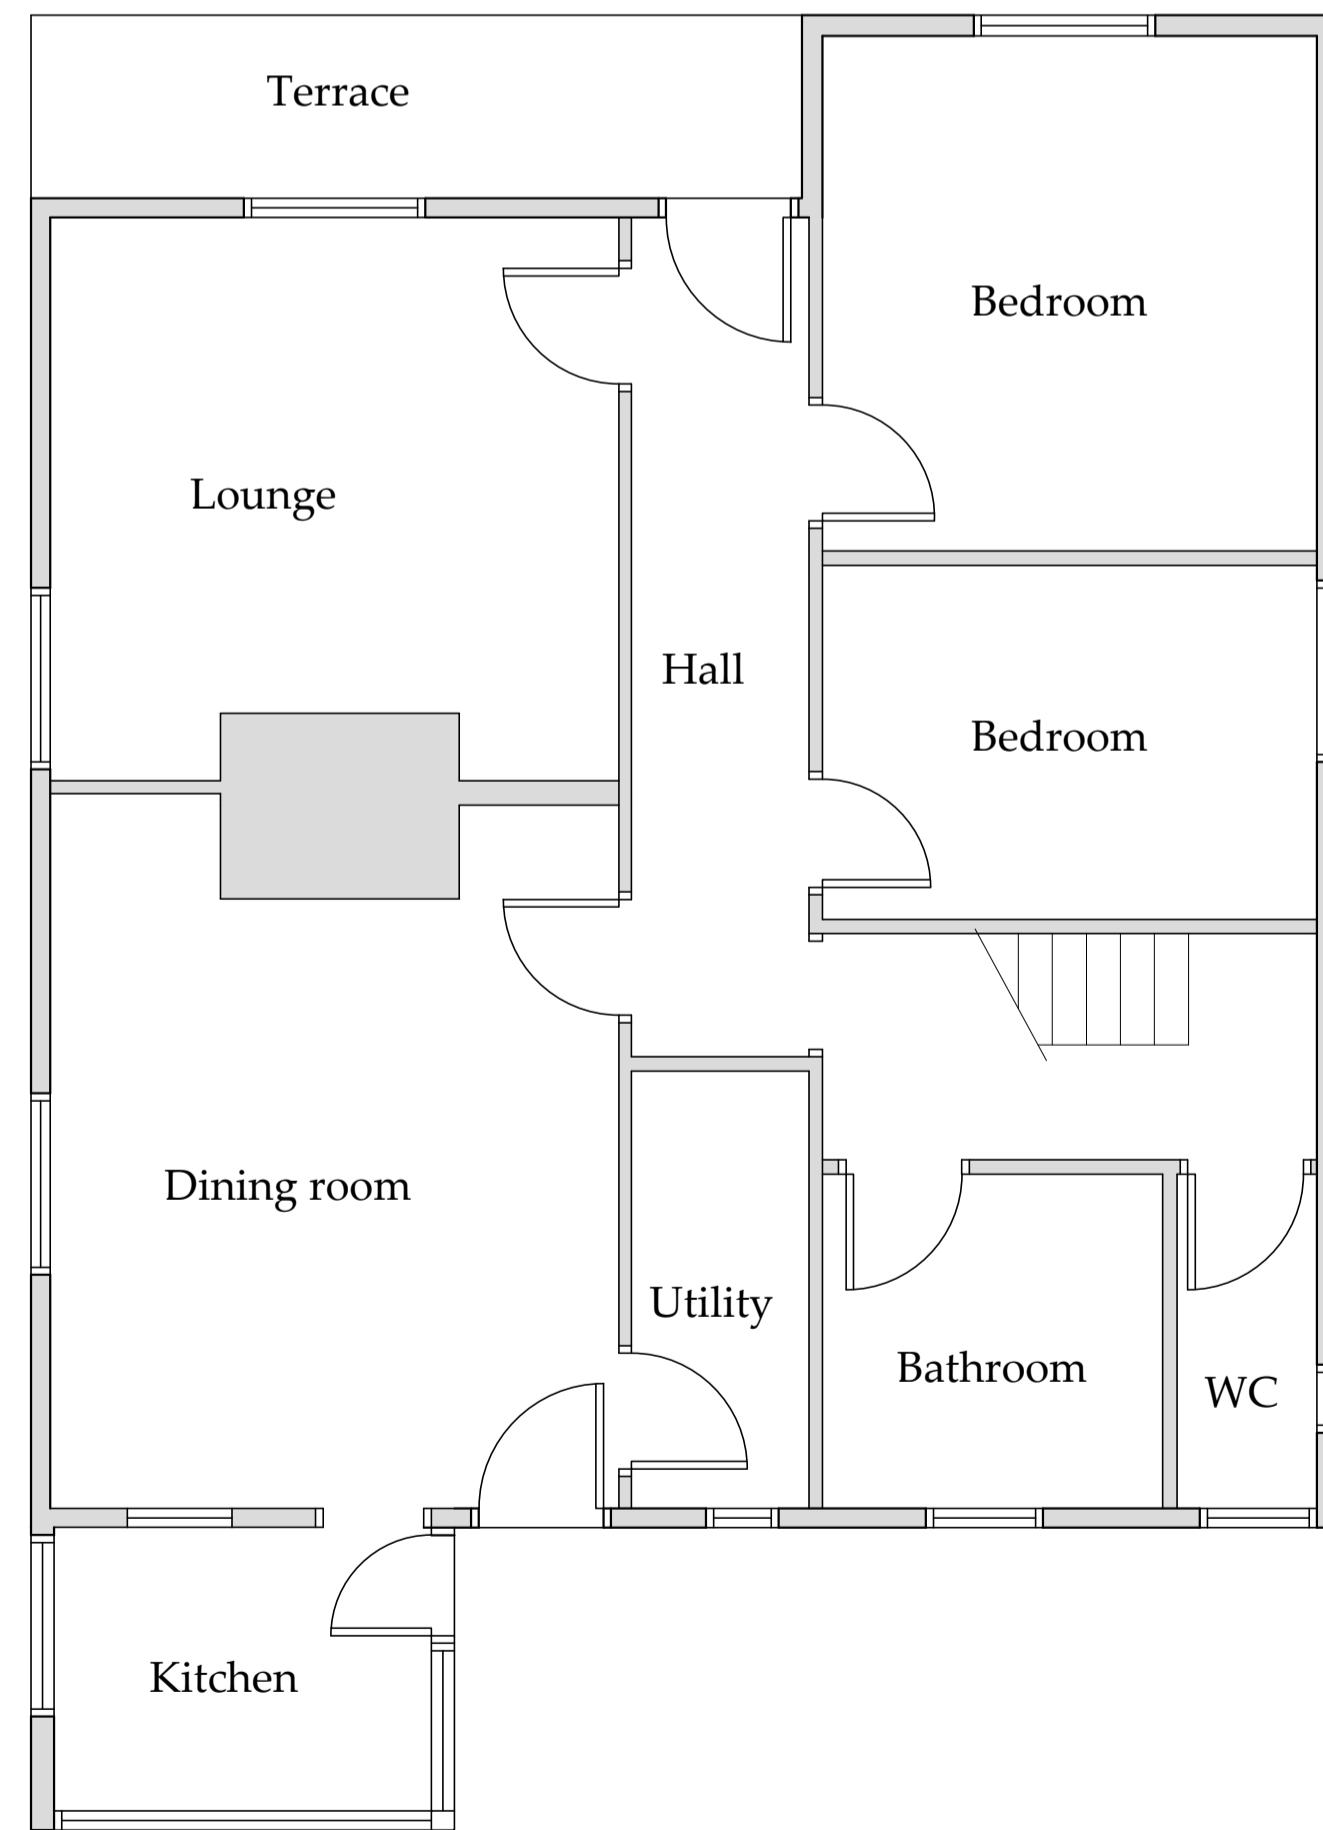 Terrace
Bedroom
Lounge
Hall
Bedroom
Dining room
Utility
Bathroom
WC
Kitchen